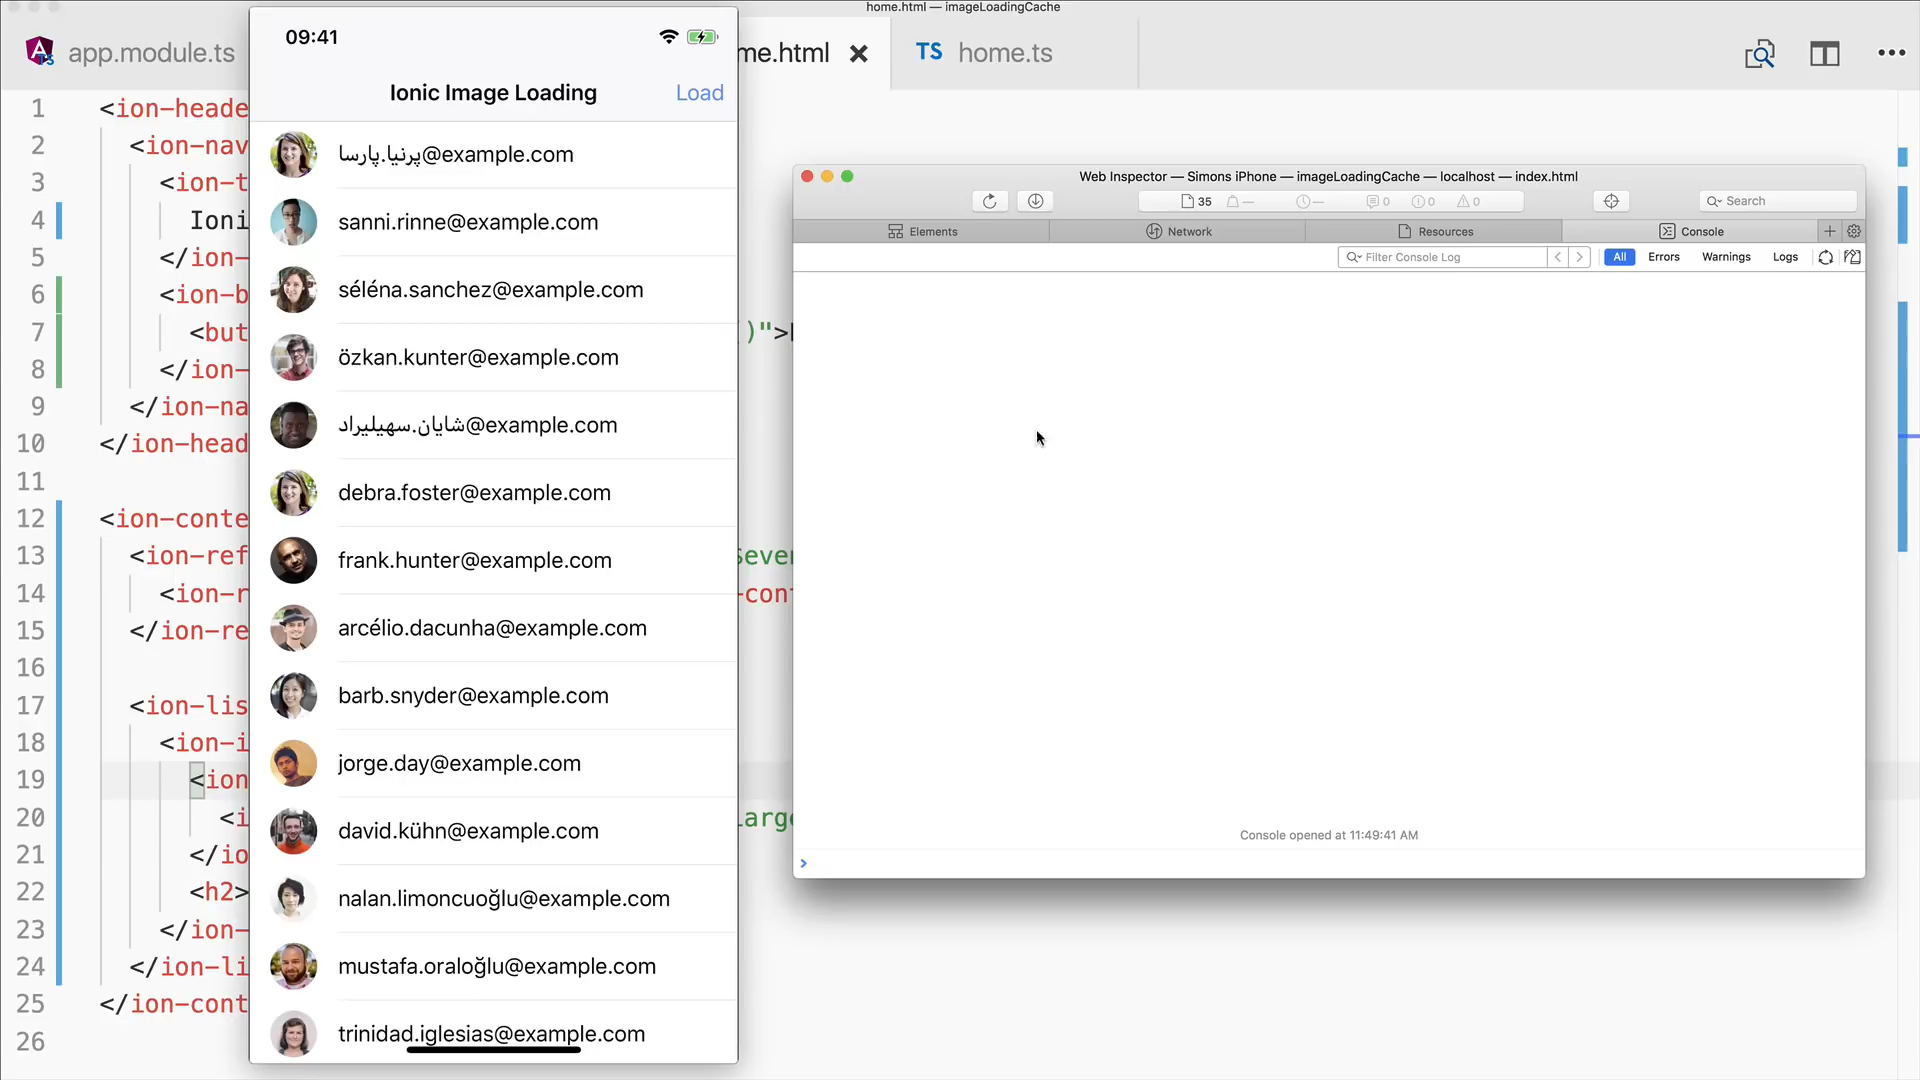 home.html — imageLoadingCache
app.module.ts
me.html
TS home.ts
09:41
Ionic Image Loading
Load
پرنیا.پارسا@example.com
sanni.rinne@example.com
séléna.sanchez@example.com
özkan.kunter@example.com
شایان.سهیلیراد@example.com
debra.foster@example.com
frank.hunter@example.com
arcélio.dacunha@example.com
barb.snyder@example.com
jorge.day@example.com
david.kühn@example.com
nalan.limoncuoğlu@example.com
mustafa.oraloğlu@example.com
trinidad.iglesias@example.com
1 <ion-heade
2 <ion-nav
3 <ion-t
4 Ioni
5 </ion-
6 <ion-b
7 <but )">
8 </ion-
9 </ion-na
10 </ion-head
11
12 <ion-conte
13 <ion-ref $even
14 <ion-r -con
15 </ion-re
16
17 <ion-lis
18 <ion-i
19 <ion
20 <i large
21 </io
22 <h2>
23 </ion-
24 </ion-li
25 </ion-cont
26
Web Inspector — Simons iPhone — imageLoadingCache — localhost — index.html
35 — — 0 0 0
Search
Elements
Network
Resources
Console
Filter Console Log
All
Errors
Warnings
Logs
Console opened at 11:49:41 AM